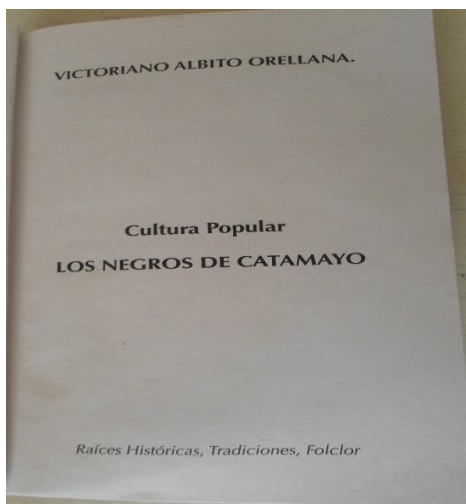 VICTORIANO ALBITO ORELLANA.
Cultura Popular
LOS NEGROS DE CATAMAYO
Raíces Históricas, Tradiciones, Folclor